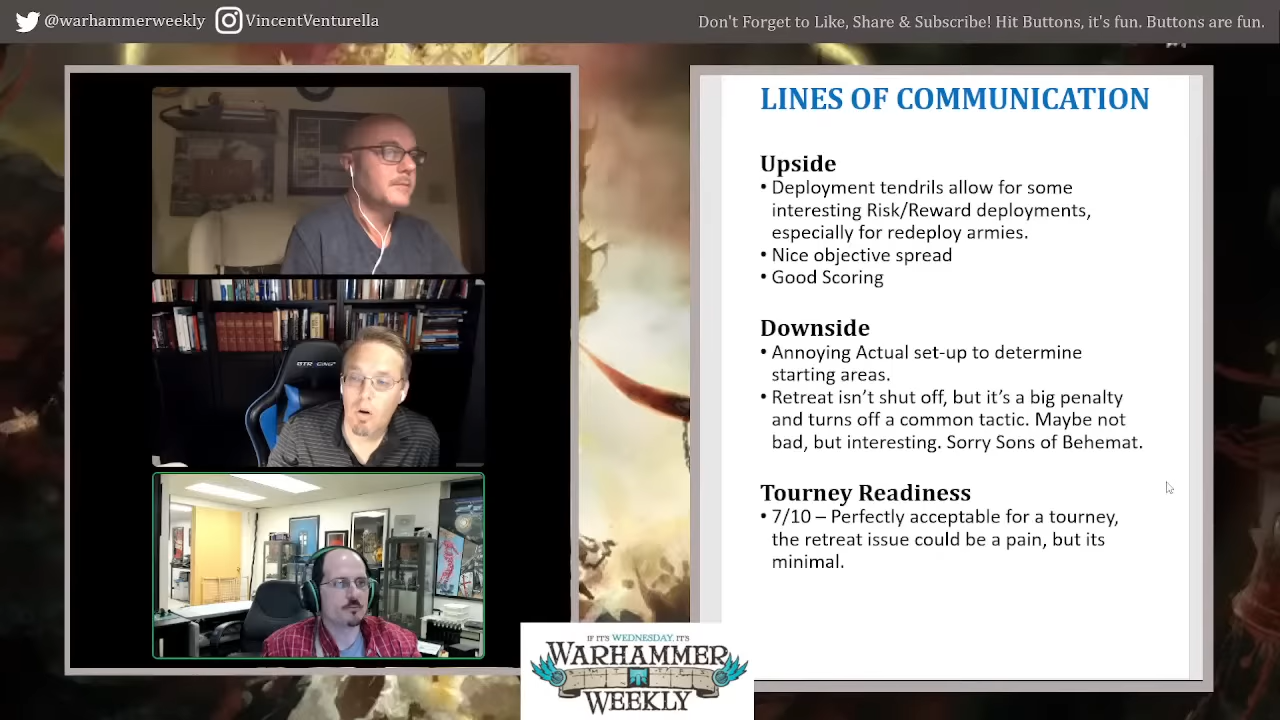 @warhammerweekly VincentVenturella
Don't Forget to Like, Share & Subscribe! Hit Buttons, it's fun. Buttons are fun.
LINES OF COMMUNICATION
Upside
• Deployment tendrils allow for some
interesting Risk/Reward deployments,
especially for redeploy armies.
• Nice objective spread
• Good Scoring
Downside
• Annoying Actual set-up to determine
starting areas.
• Retreat isn't shut off, but it's a big penalty
and turns off a common tactic. Maybe not
bad, but interesting. Sorry Sons of Behemat.
Tourney Readiness
• 7/10 – Perfectly acceptable for a tourney,
the retreat issue could be a pain, but its
minimal.
IF IT'S WEDNESDAY, IT'S
WARHAMMER
WEEKLY